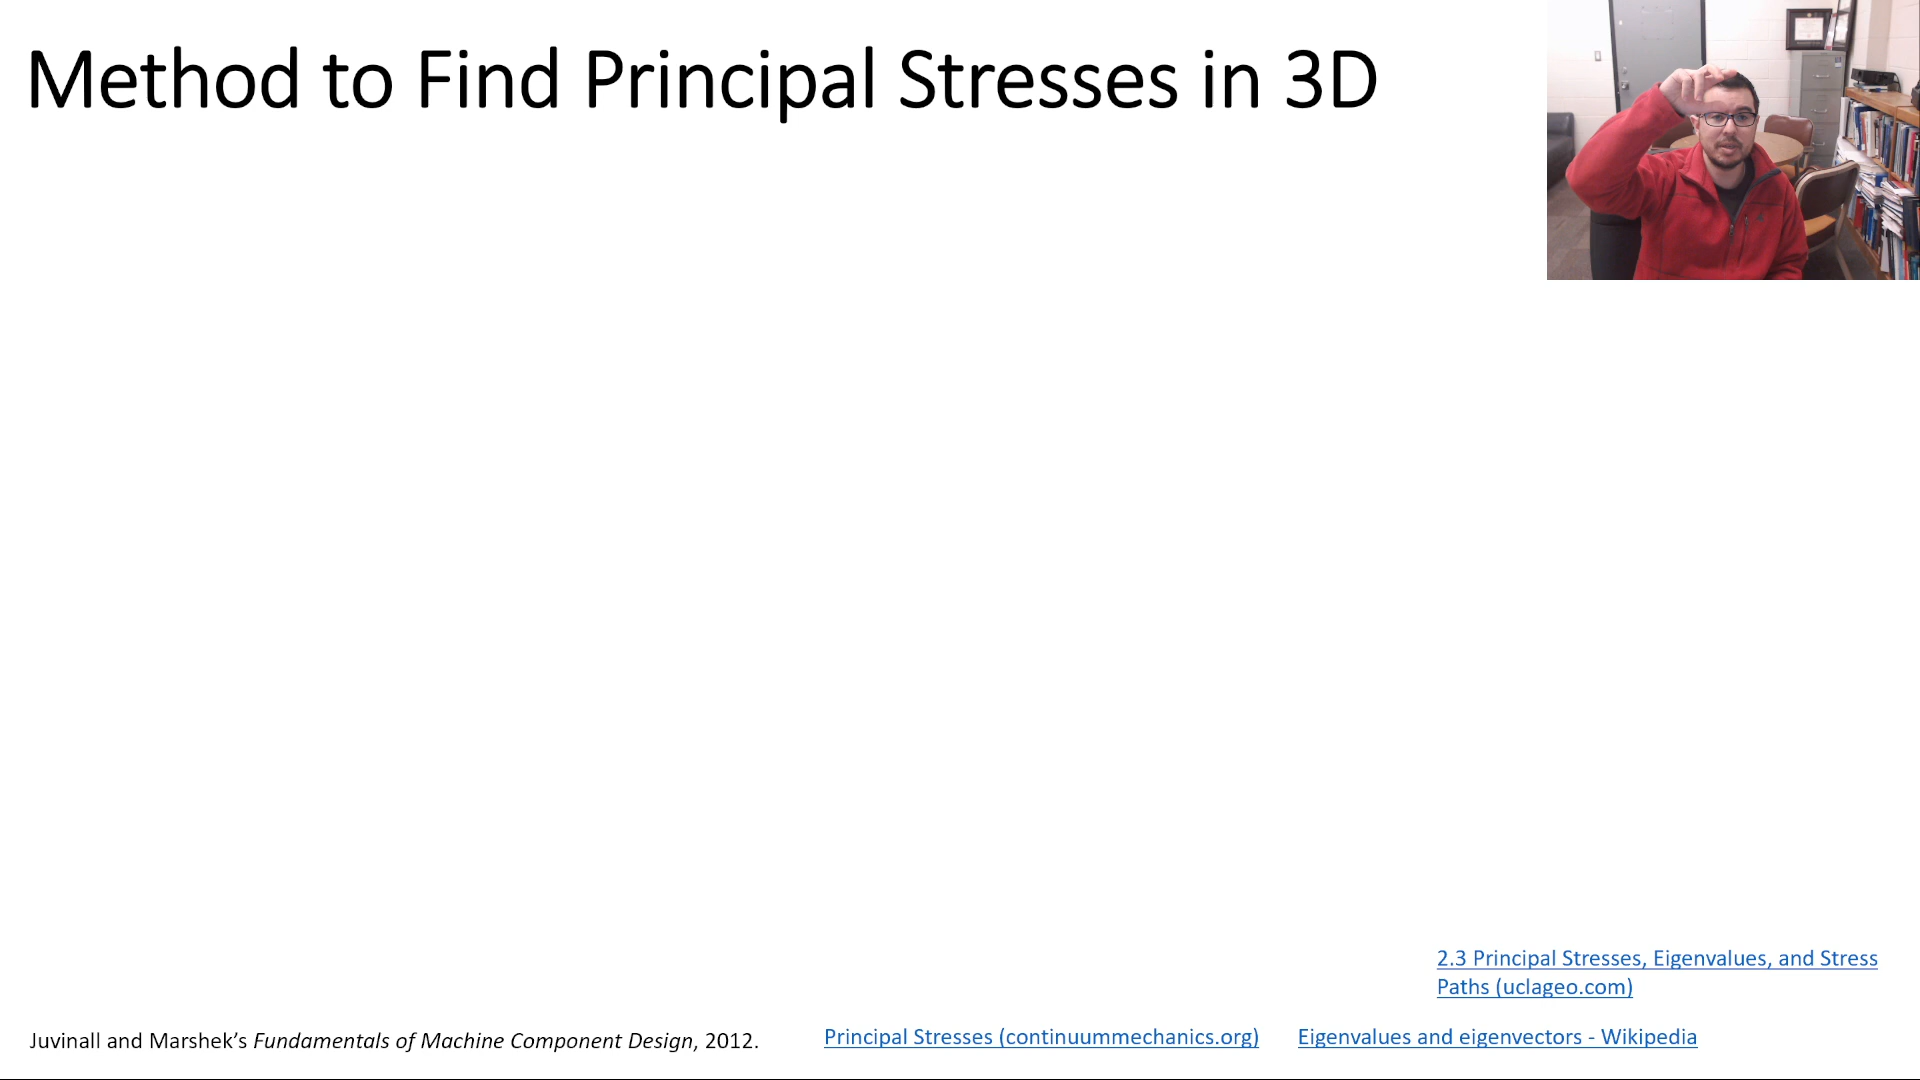 Method to Find Principal Stresses in 3D
2.3 Principal Stresses, Eigenvalues, and Stress
Paths (uclageo.com)
Juvinall and Marshek’s Fundamentals of Machine Component Design, 2012.
Principal Stresses (continuummechanics.org)
Eigenvalues and eigenvectors - Wikipedia